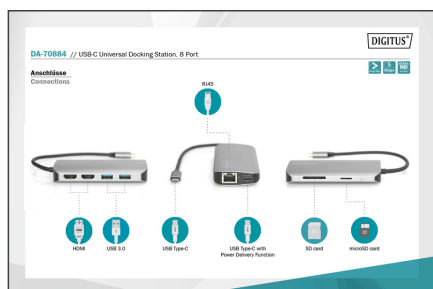 DIGITUS®
DA-70884 // USB-C Universal Docking Station, 8 Port
Anschlüsse
Connections
RJ45
HDMI
USB 3.0
USB Type-C
USB Type-C with
Power Delivery Function
SD card
microSD card